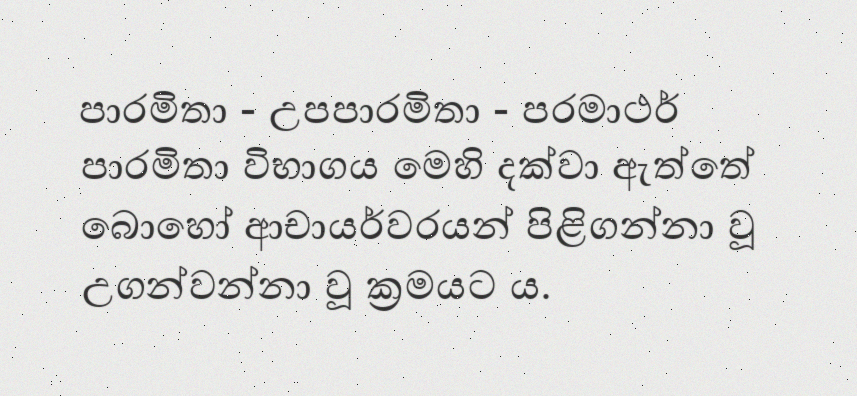 පාරමිතා - උපපාරමිතා - පරමාථර්
පාරමිතා විභාගය මෙහි දක්වා ඇත්තේ
බොහෝ ආචායර්වරයන් පිළිගන්නා වූ
උගන්වන්නා වූ ක්‍රමයට ය.